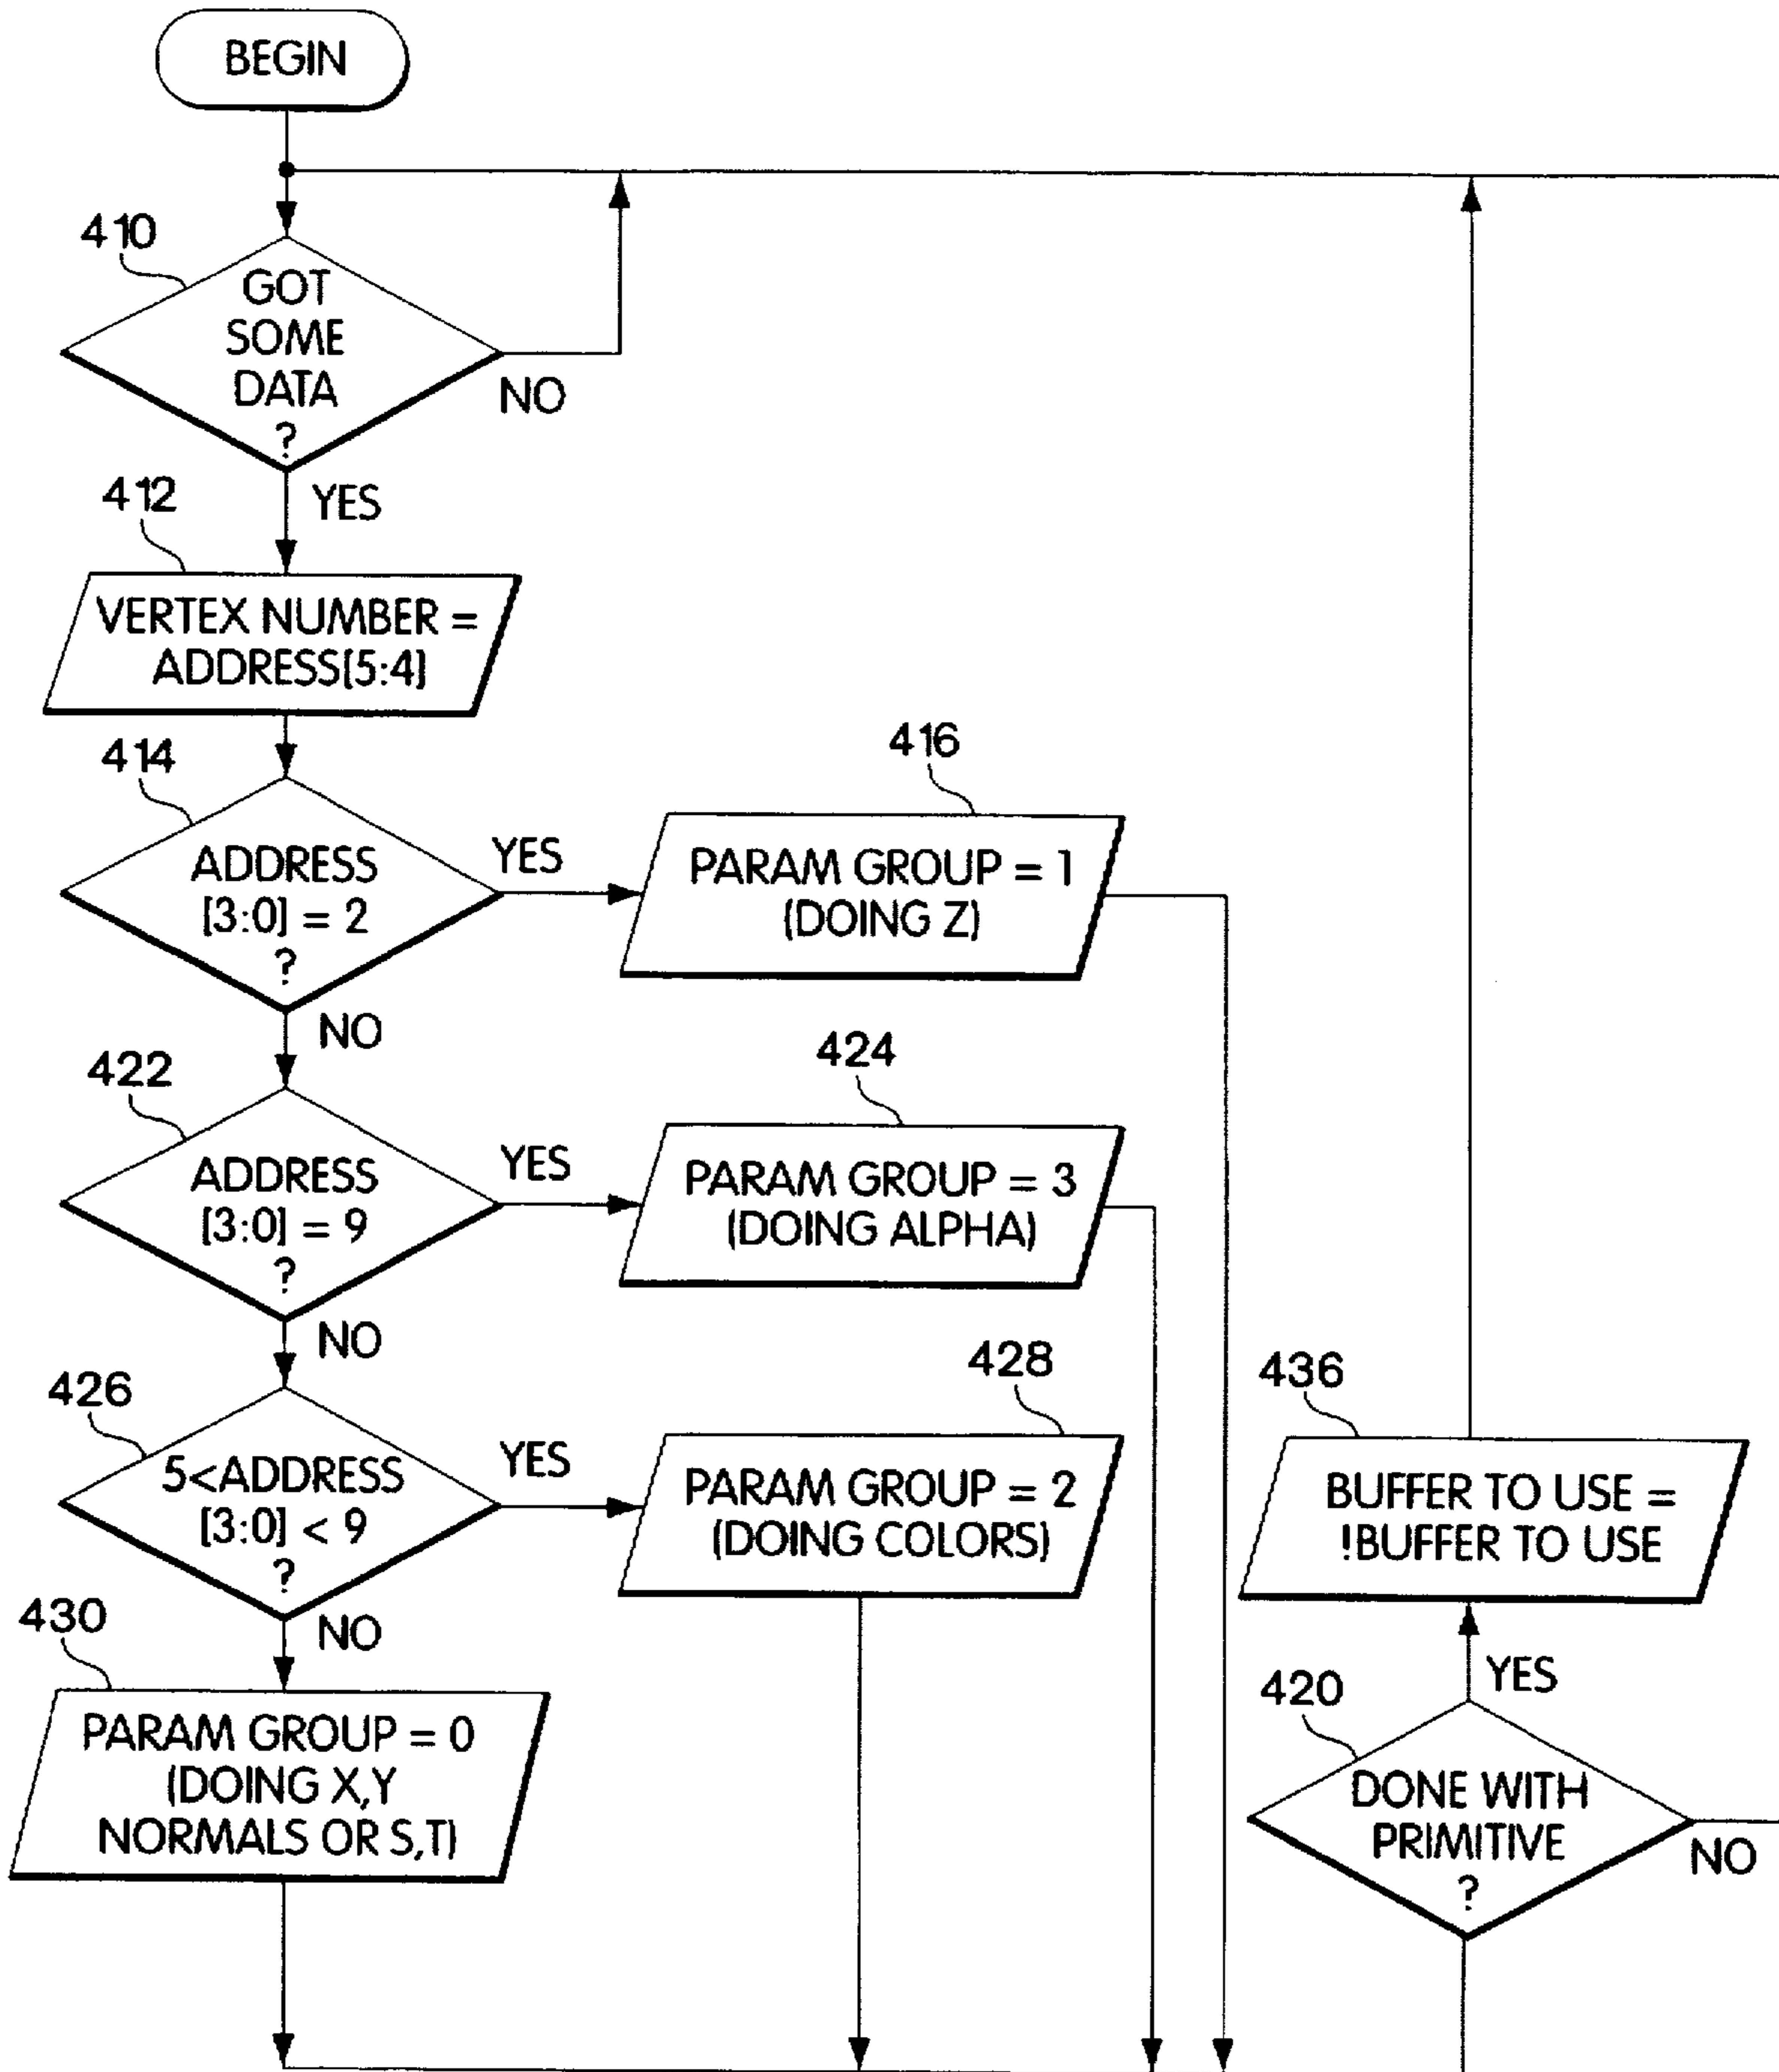 BEGIN
410
GOT
SOME
DATA
?
NO
YES
412
VERTEX NUMBER =
ADDRESS[5:4]
414
ADDRESS
[3:0] = 2
?
YES
416
PARAM GROUP = 1
(DOING Z)
NO
422
ADDRESS
[3:0] = 9
?
YES
424
PARAM GROUP = 3
(DOING ALPHA)
NO
426
5<ADDRESS
[3:0] < 9
?
YES
428
PARAM GROUP = 2
(DOING COLORS)
NO
430
PARAM GROUP = 0
(DOING X,Y
NORMALS OR S,T)
436
BUFFER TO USE =
!BUFFER TO USE
YES
420
DONE WITH
PRIMITIVE
?
NO